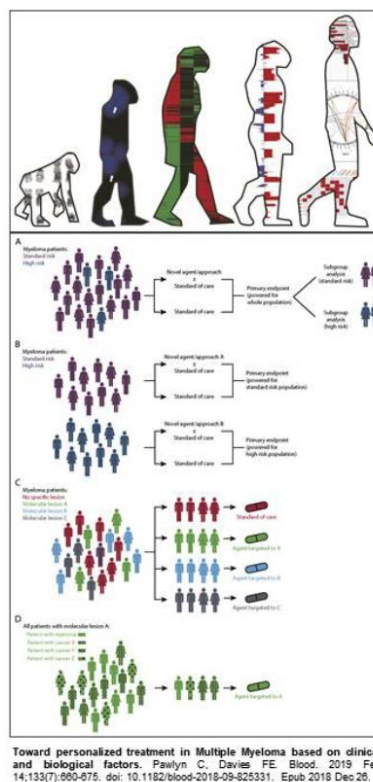 A
Myeloma patients:
Standard risk
High risk
Novel agent/approach
±
Standard of care
Standard of care
Primary endpoint
(powered for
whole population)
Subgroup
analysis
(standard risk)
Subgroup
analysis
(high risk)
B
Myeloma patients:
Standard risk
High risk
Novel agent/approach A
±
Standard of care
Standard of care
Primary endpoint
(powered for
standard risk population)
Novel agent/approach B
±
Standard of care
Standard of care
Primary endpoint
(powered for
high risk population)
C
Myeloma patients:
No specific lesion
Molecular lesion A
Molecular lesion B
Molecular lesion C
Standard of care
Agent targeted to A
Agent targeted to B
Agent targeted to C
D
All patients with molecular lesion A:
Patient with myeloma
Patient with cancer X
Patient with cancer Y
Patient with cancer Z
Agent targeted to A
Toward personalized treatment in Multiple Myeloma based on clinical
and biological factors. Pawlyn C, Davies FE. Blood. 2019 Fe
14;133(7):660-675. doi: 10.1182/blood-2018-09-825331. Epub 2018 Dec 26.